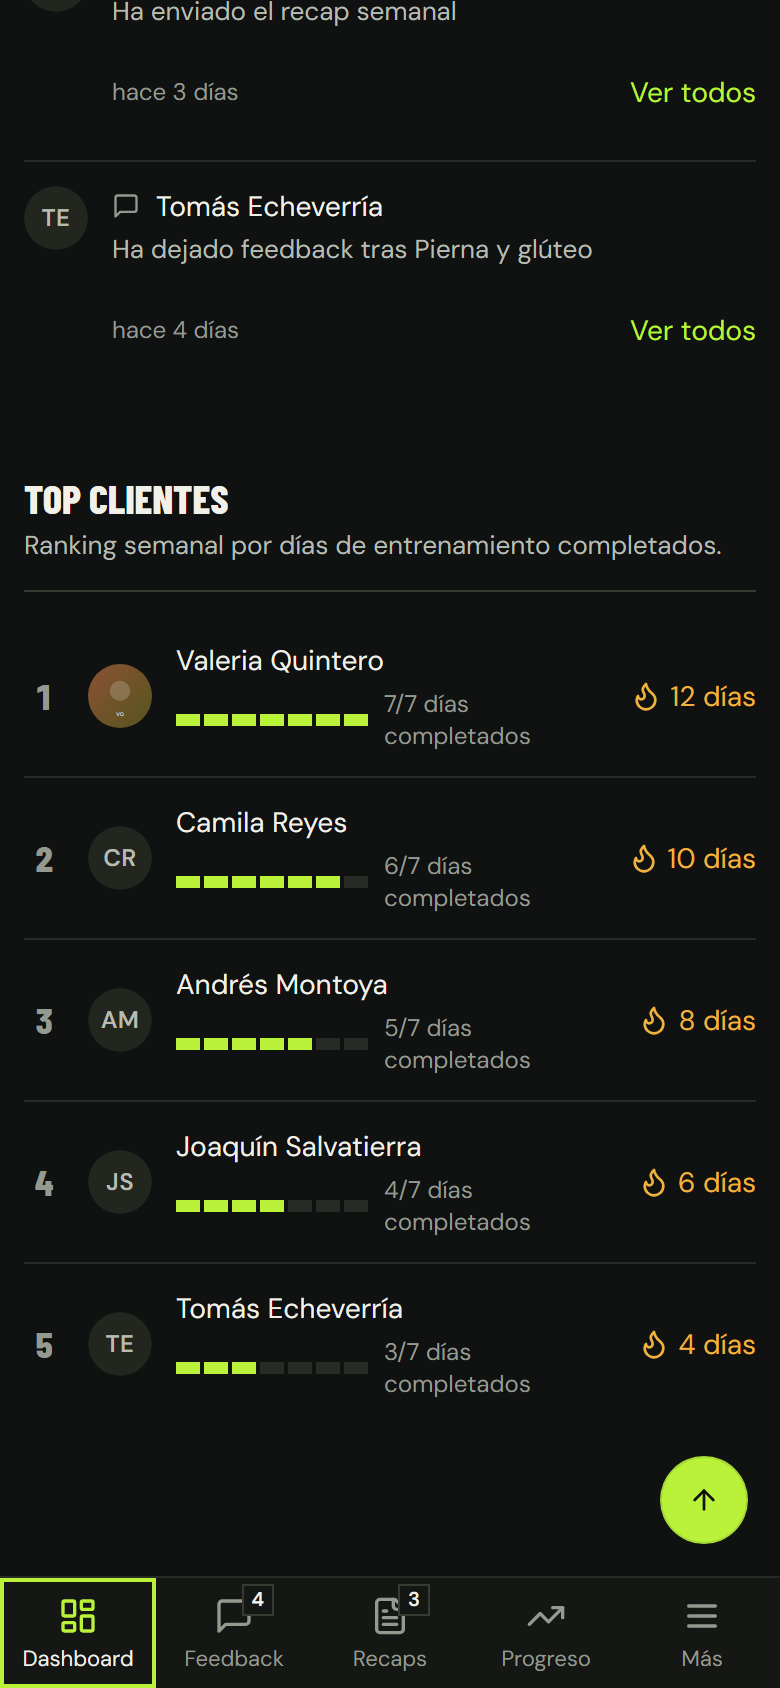 Ha enviado el recap semanal
hace 3 días
Ver todos
TE
Tomás Echeverría
Ha dejado feedback tras Pierna y glúteo
hace 4 días
Ver todos
TOP CLIENTES
Ranking semanal por días de entrenamiento completados.
1
VQ
Valeria Quintero
7/7 días
completados
12 días
2
CR
Camila Reyes
6/7 días
completados
10 días
3
AM
Andrés Montoya
5/7 días
completados
8 días
4
JS
Joaquín Salvatierra
4/7 días
completados
6 días
5
TE
Tomás Echeverría
3/7 días
completados
4 días
Dashboard
4
Feedback
3
Recaps
Progreso
Más